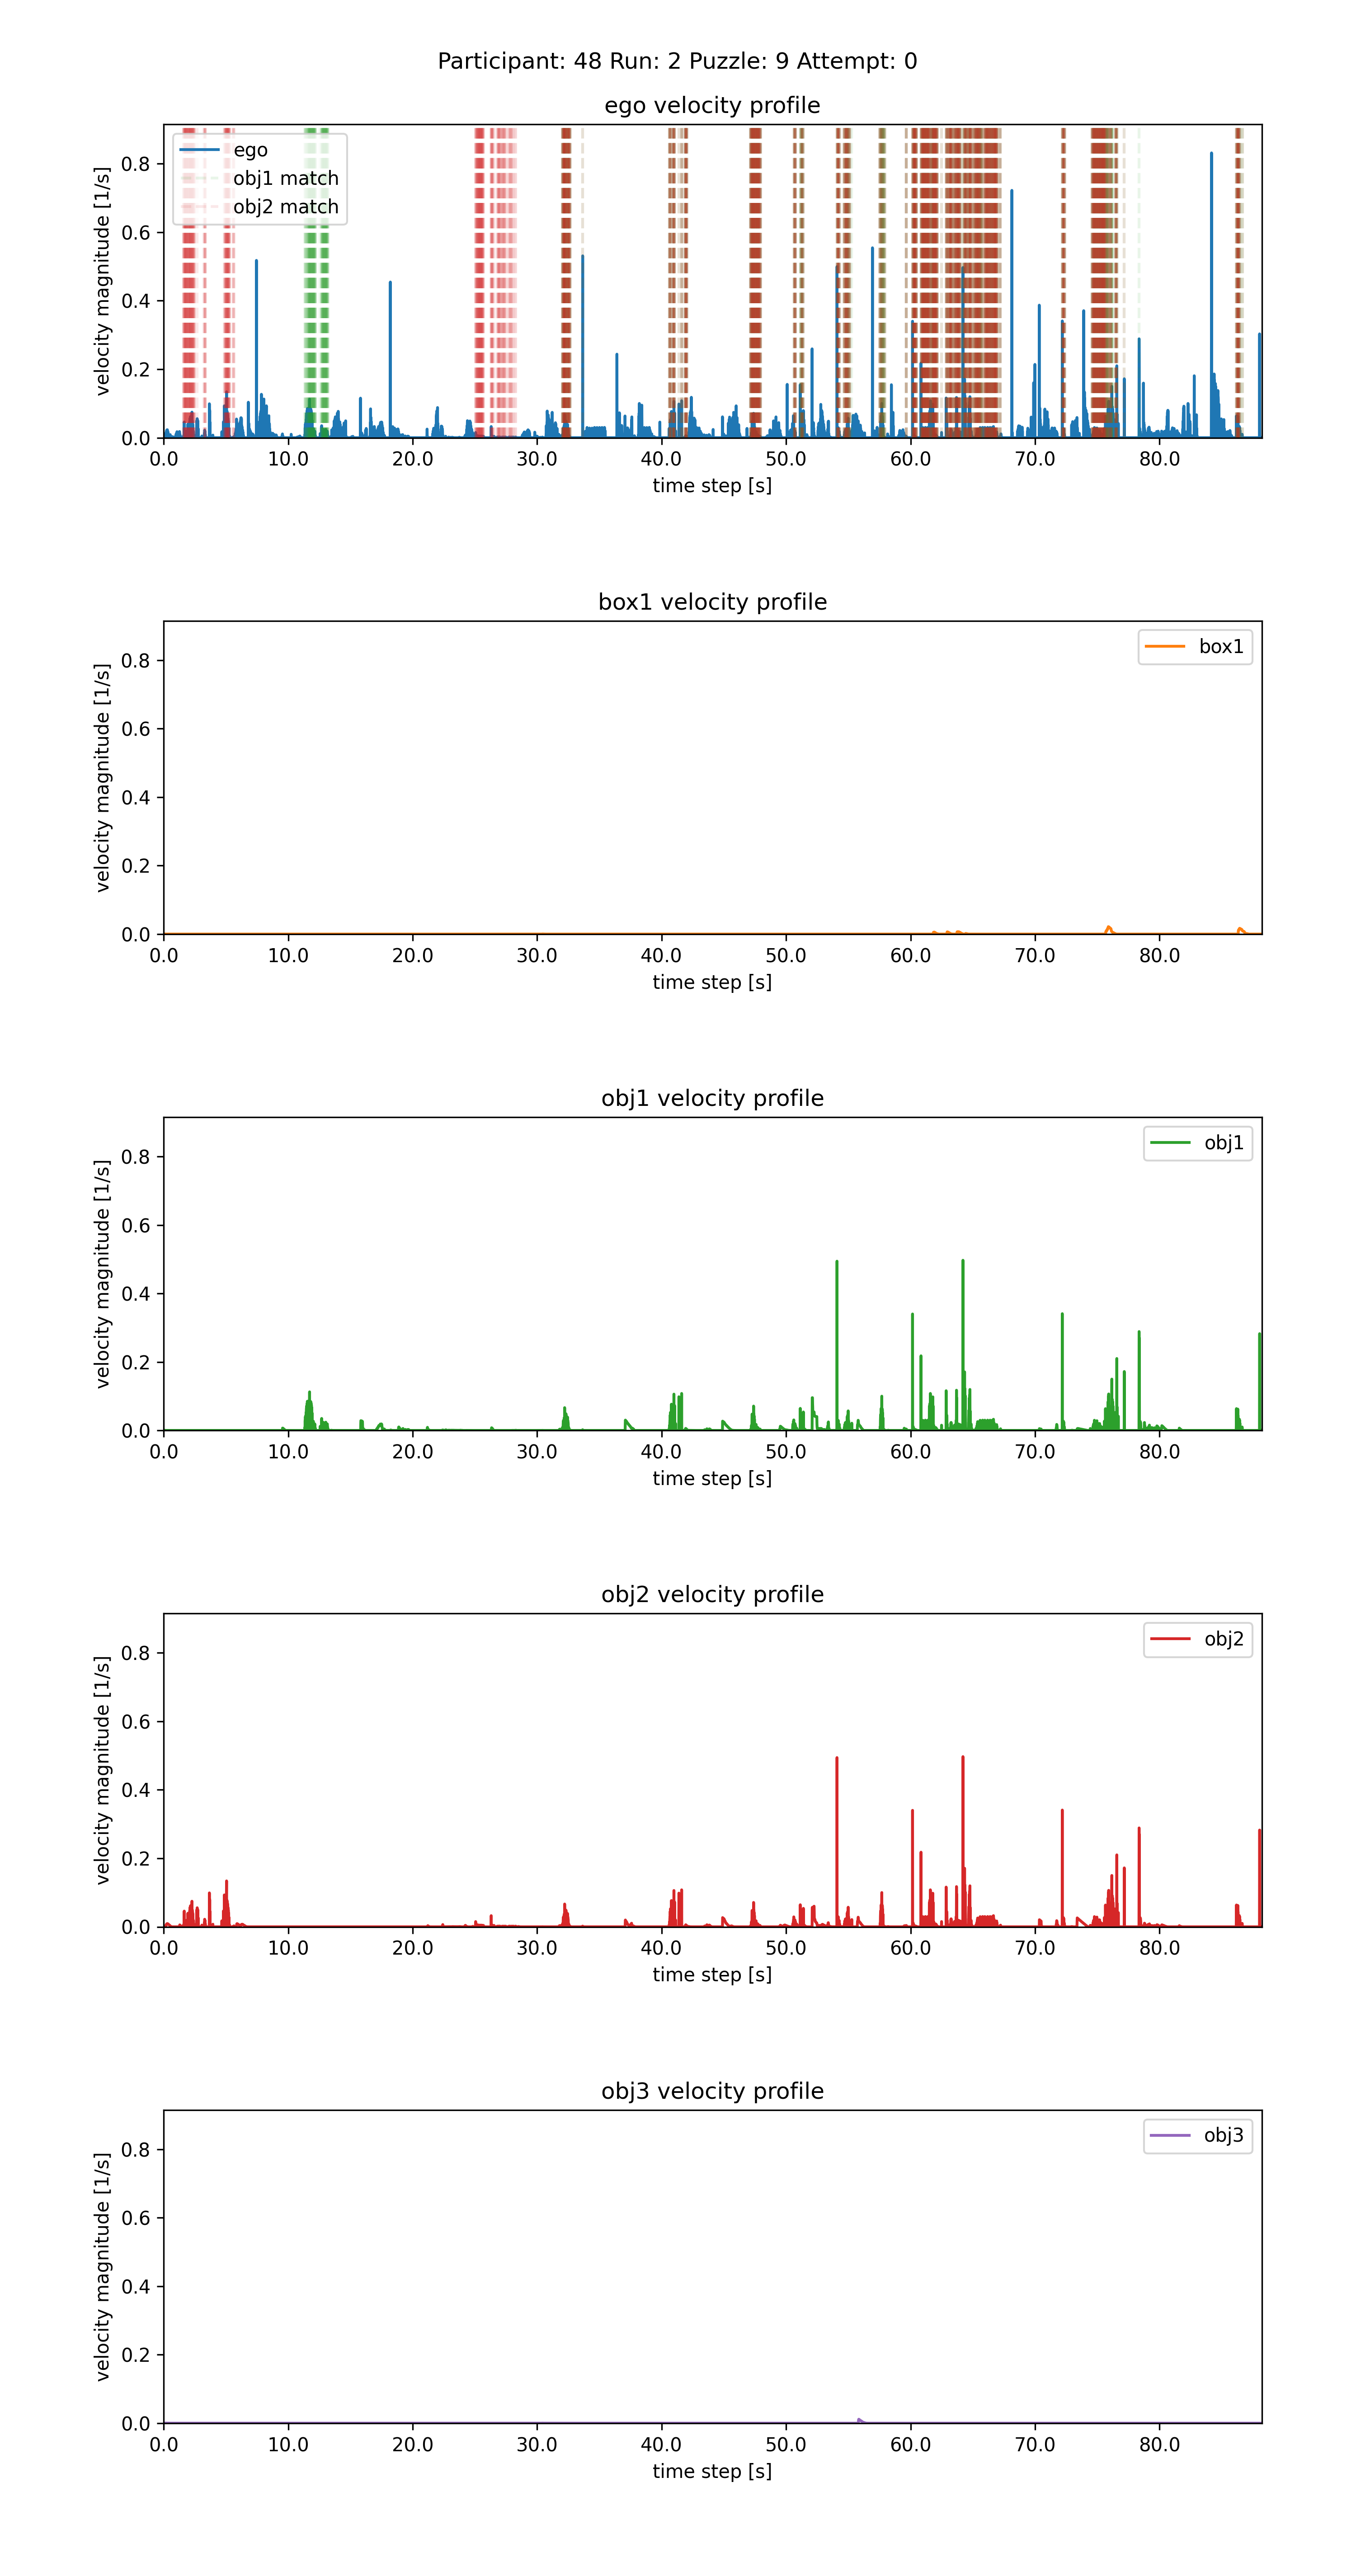 Participant: 48 Run: 2 Puzzle: 9 Attempt: 0
ego velocity profile
velocity magnitude [1/s]
0.8
0.6
0.4
0.2
0.0
ego
obj1 match
obj2 match
0.0 10.0 20.0 30.0 40.0 50.0 60.0 70.0 80.0
time step [s]
box1 velocity profile
velocity magnitude [1/s]
0.8
0.6
0.4
0.2
0.0
box1
0.0 10.0 20.0 30.0 40.0 50.0 60.0 70.0 80.0
time step [s]
obj1 velocity profile
velocity magnitude [1/s]
0.8
0.6
0.4
0.2
0.0
obj1
0.0 10.0 20.0 30.0 40.0 50.0 60.0 70.0 80.0
time step [s]
obj2 velocity profile
velocity magnitude [1/s]
0.8
0.6
0.4
0.2
0.0
obj2
0.0 10.0 20.0 30.0 40.0 50.0 60.0 70.0 80.0
time step [s]
obj3 velocity profile
velocity magnitude [1/s]
0.8
0.6
0.4
0.2
0.0
obj3
0.0 10.0 20.0 30.0 40.0 50.0 60.0 70.0 80.0
time step [s]